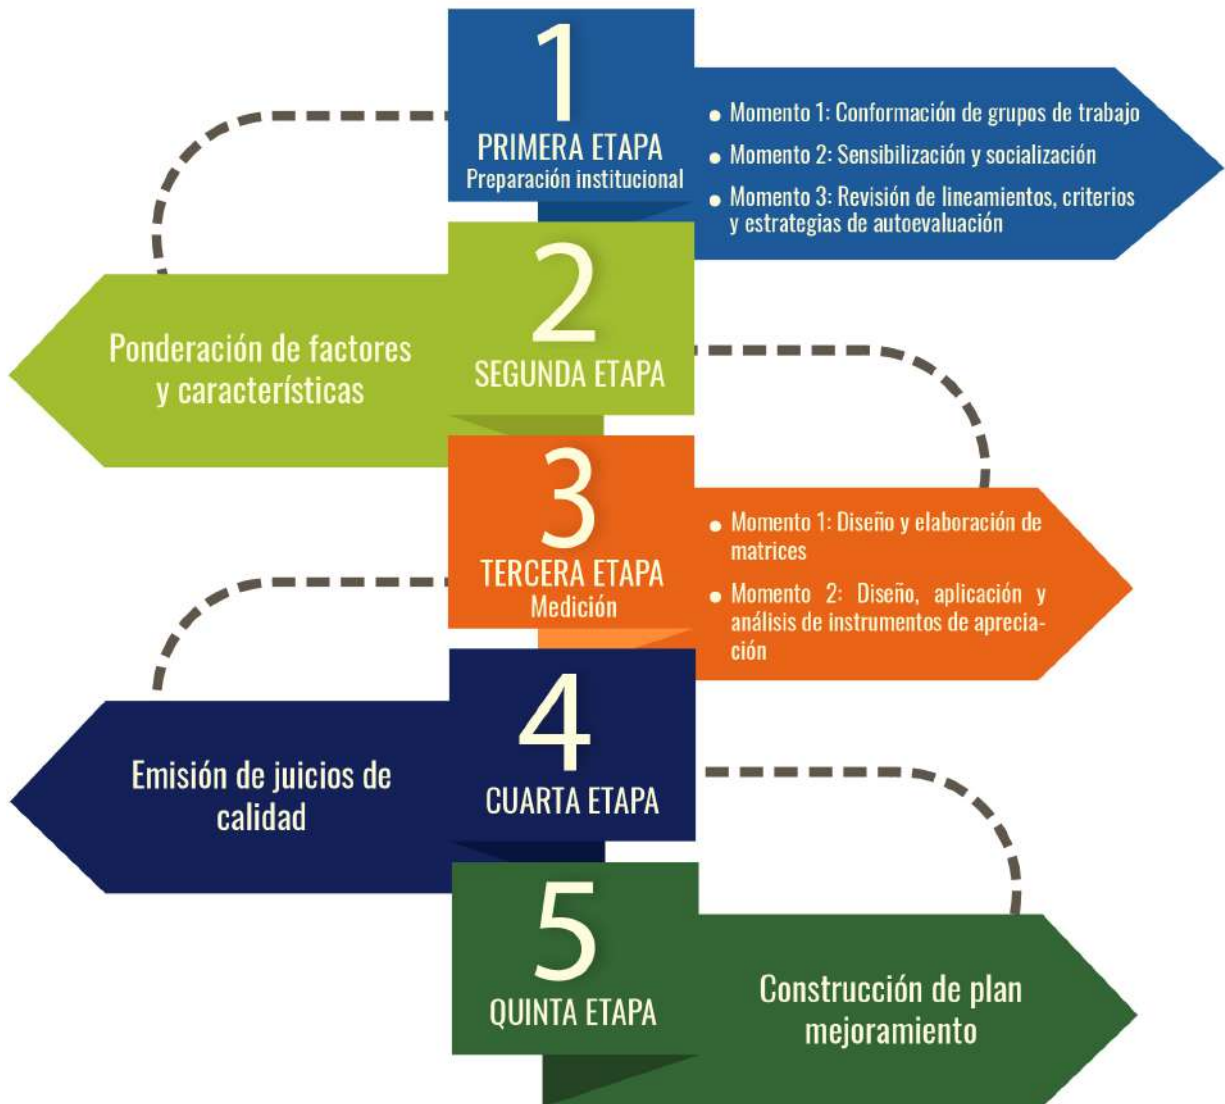 1
PRIMERA ETAPA
Preparación institucional
● Momento 1: Conformación de grupos de trabajo
● Momento 2: Sensibilización y socialización
● Momento 3: Revisión de lineamientos, criterios
y estrategias de autoevaluación
2
SEGUNDA ETAPA
Ponderación de factores
y características
3
TERCERA ETAPA
Medición
● Momento 1: Diseño y elaboración de
matrices
● Momento 2: Diseño, aplicación y
análisis de instrumentos de aprecia-
ción
4
CUARTA ETAPA
Emisión de juicios de
calidad
5
QUINTA ETAPA
Construcción de plan
mejoramiento